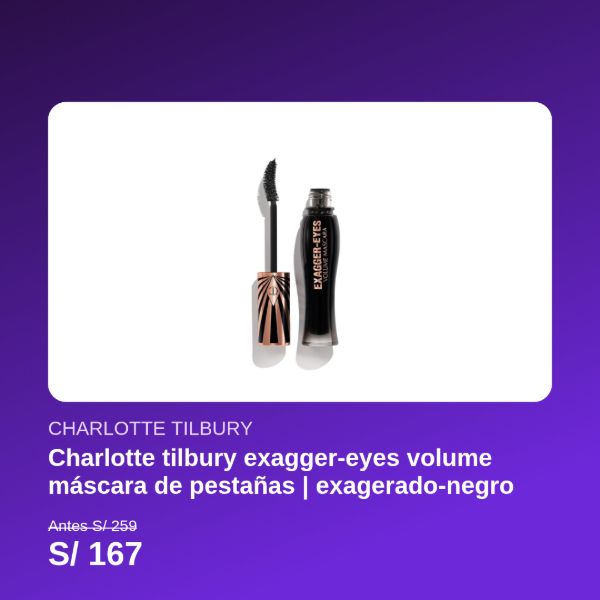 EXAGGER-EYES
VOLUME MASCARA
CHARLOTTE TILBURY
Charlotte tilbury exagger-eyes volume
máscara de pestañas | exagerado-negro
Antes S/ 259
S/ 167